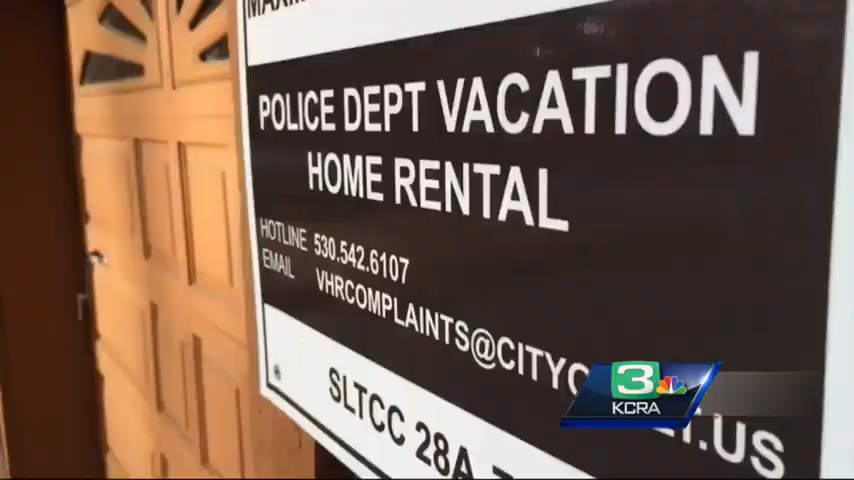 POLICE DEPT VACATION
HOME RENTAL
HOTLINE 530.542.6107
EMAIL VHRCOMPLAINTS@CITYO
T.US
SLTCC 28A
3
KCRA